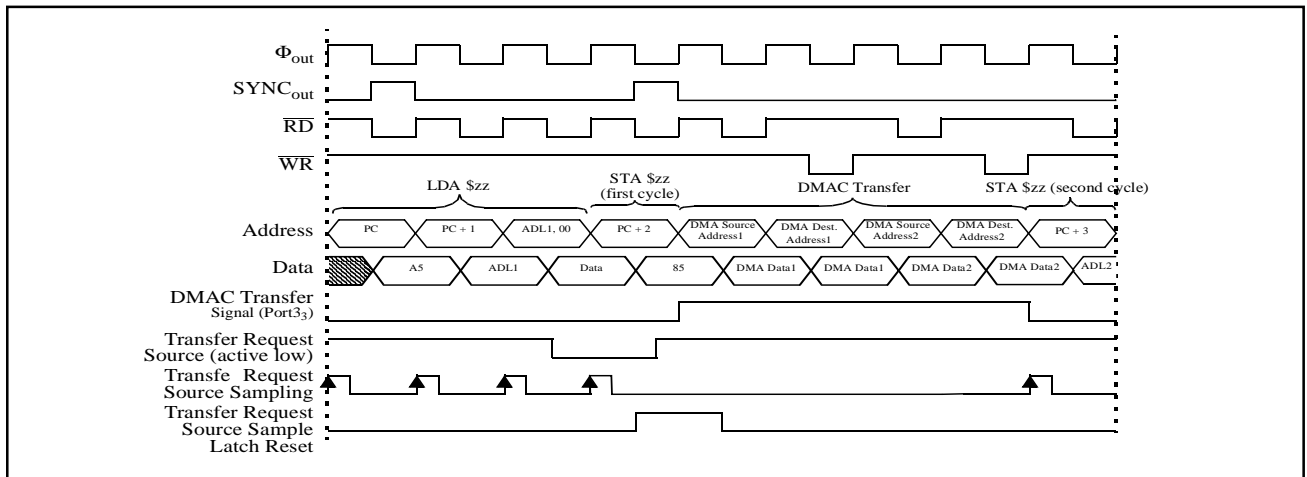 Φout
SYNCout
RD
WR
LDA $zz
STA $zz
(first cycle)
DMAC Transfer
STA $zz (second cycle)
Address
PC
PC + 1
ADL1, 00
PC + 2
DMA Source
Address1
DMA Dest.
Address1
DMA Source
Address2
DMA Dest.
Address2
PC + 3
Data
A5
ADL1
Data
85
DMA Data1
DMA Data1
DMA Data2
DMA Data2
ADL2
DMAC Transfer
Signal (Port33)
Transfer Request
Source (active low)
Transfe Request
Source Sampling
Transfer Request
Source Sample
Latch Reset